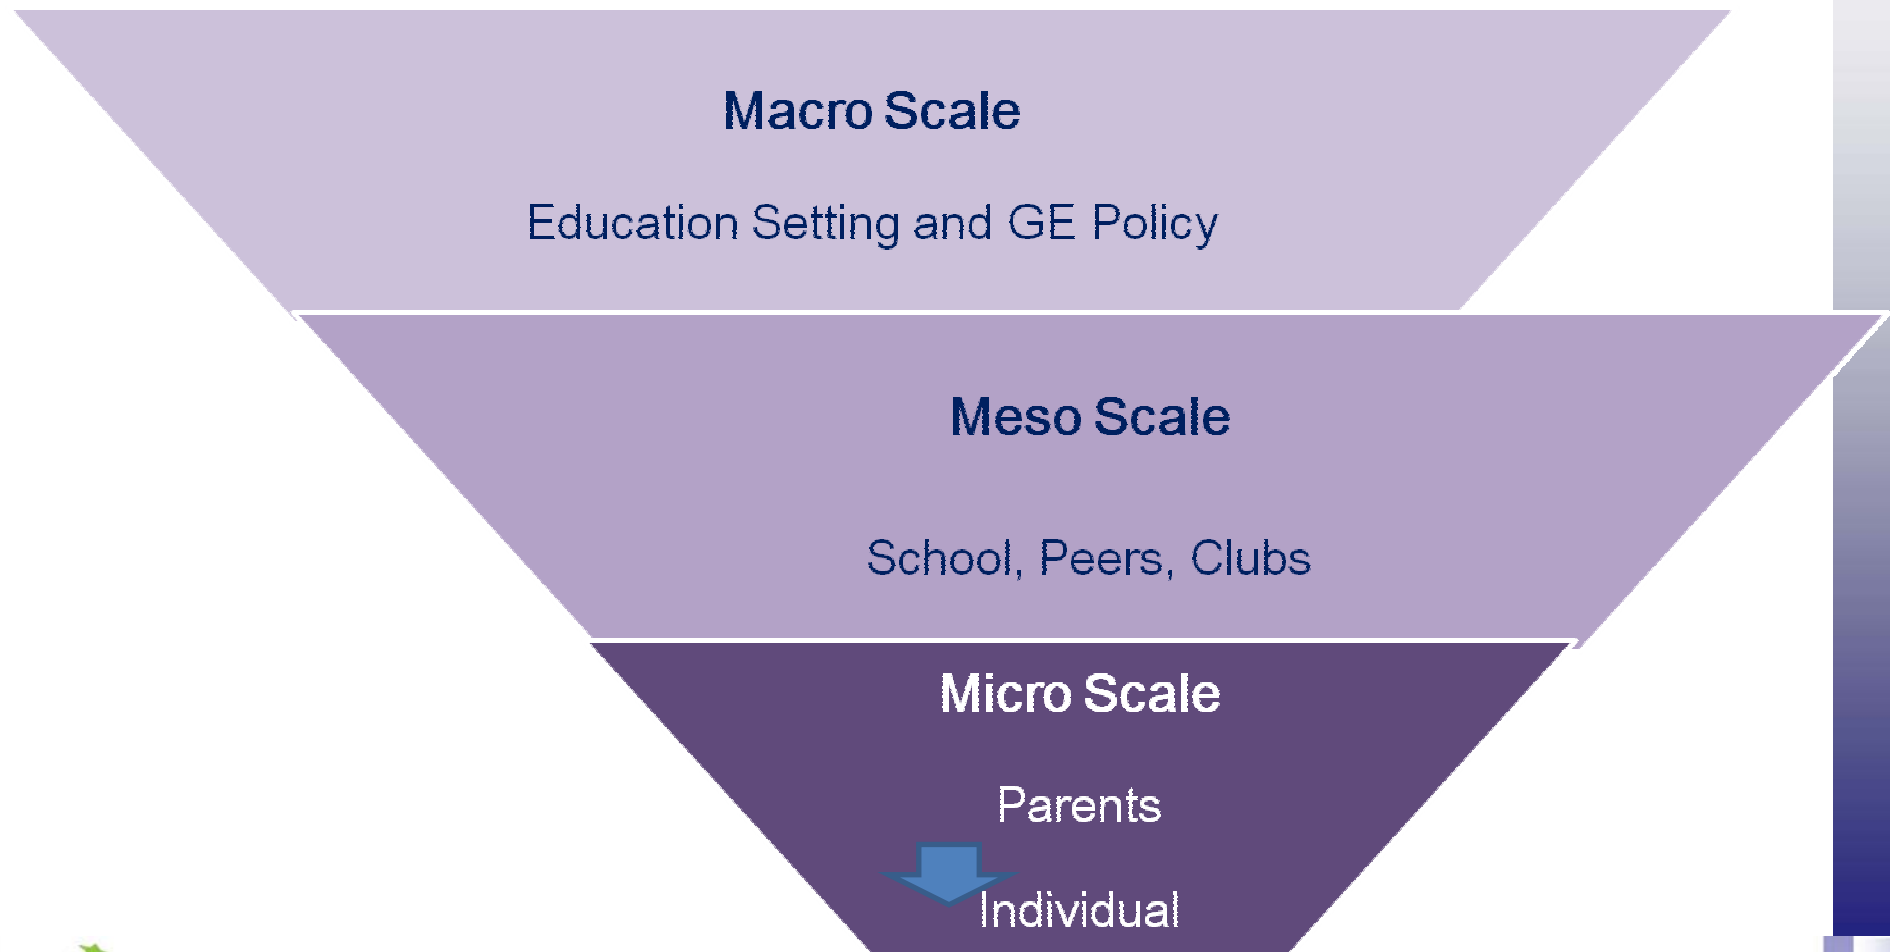 Macro Scale
Education Setting and GE Policy
Meso Scale
School, Peers, Clubs
Micro Scale
Parents
Individual